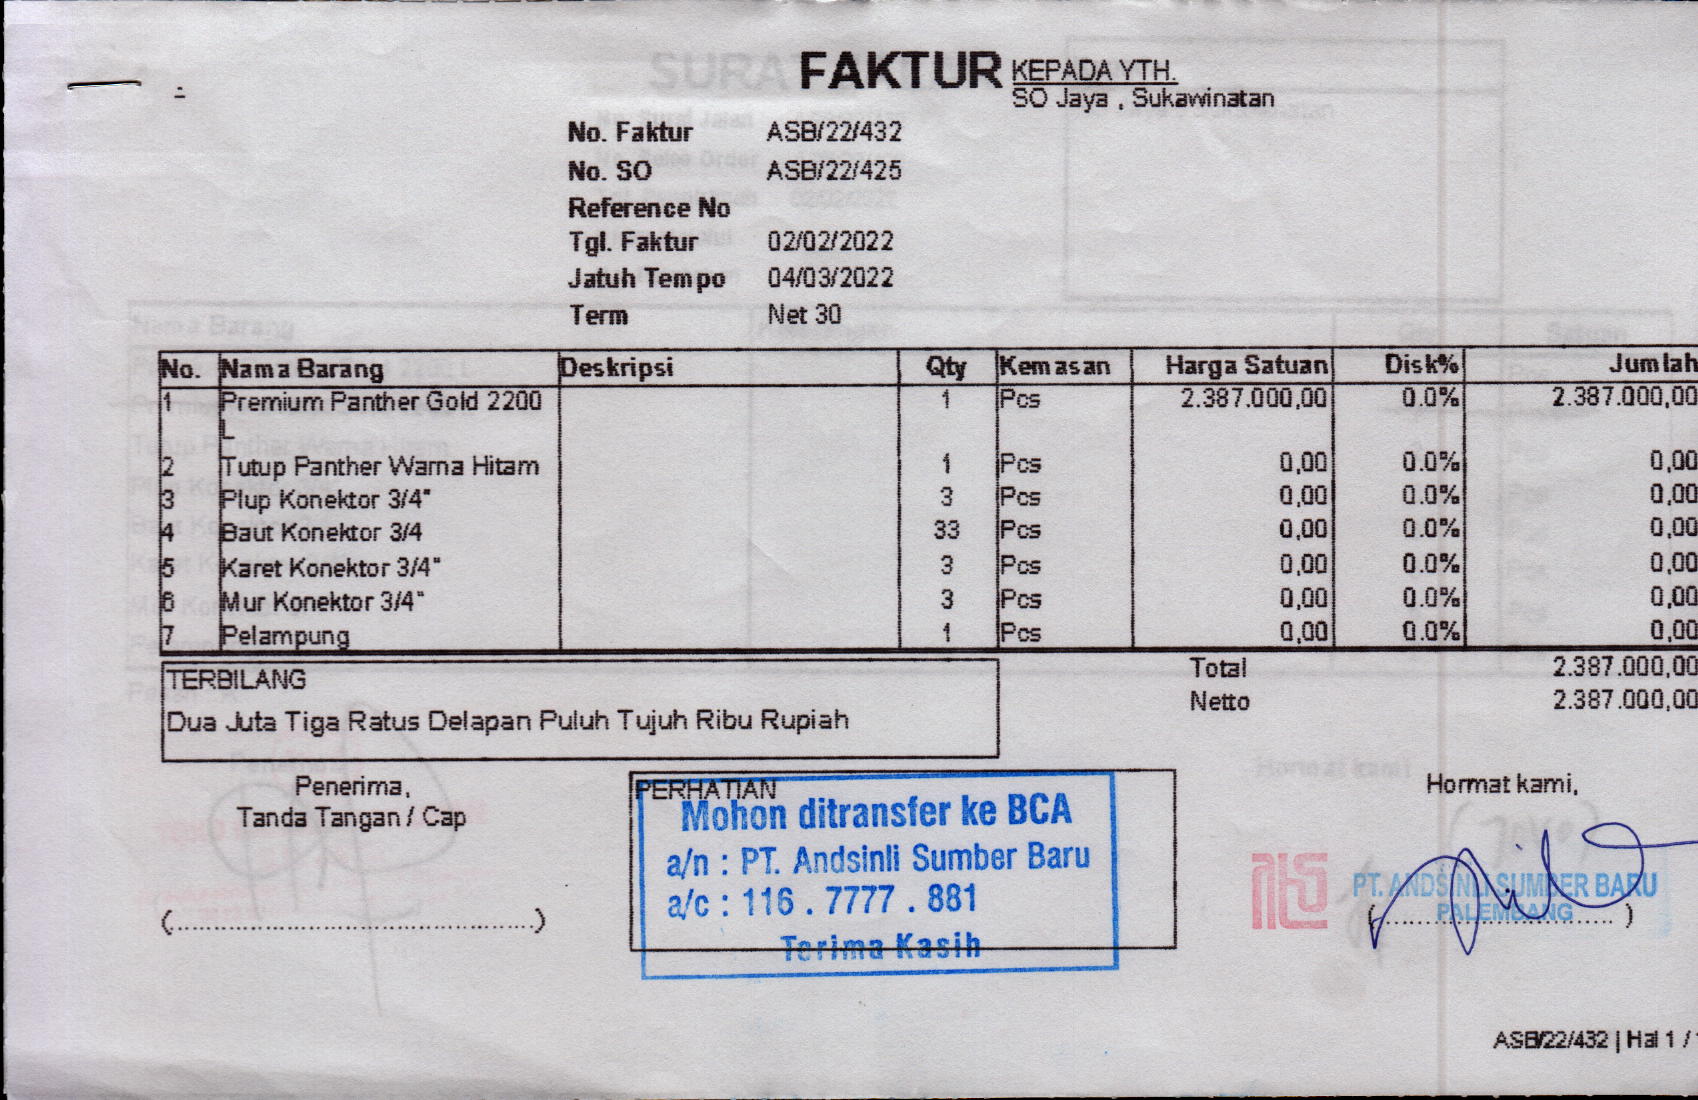 FAKTUR
KEPADA YTH.
SO Jaya , Sukawinatan
No. Faktur ASB/22/432
No. SO ASB/22/425
Reference No
Tgl. Faktur 02/02/2022
Jatuh Tempo 04/03/2022
Term Net 30
No. Nama Barang Deskripsi Qty Kemasan Harga Satuan Disk% Jumlah
1 Premium Panther Gold 2200 1 Pcs 2.387.000,00 0.0% 2.387.000,00
L
2 Tutup Panther Warna Hitam 1 Pcs 0,00 0.0% 0,00
3 Plup Konektor 3/4" 3 Pcs 0,00 0.0% 0,00
4 Baut Konektor 3/4 33 Pcs 0,00 0.0% 0,00
5 Karet Konektor 3/4" 3 Pcs 0,00 0.0% 0,00
6 Mur Konektor 3/4" 3 Pcs 0,00 0.0% 0,00
7 Pelampung 1 Pcs 0,00 0.0% 0,00
Total 2.387.000,00
Netto 2.387.000,00
TERBILANG
Dua Juta Tiga Ratus Delapan Puluh Tujuh Ribu Rupiah
Penerima,
Tanda Tangan / Cap
(........................................)
PERHATIAN
Mohon ditransfer ke BCA
a/n : PT. Andsinli Sumber Baru
a/c : 116 . 7777 . 881
Terima Kasih
Hormat kami,
PT. ANDSINLI SUMBER BARU
PALEMBANG
(............................)
ASB/22/432 | Hal 1 /